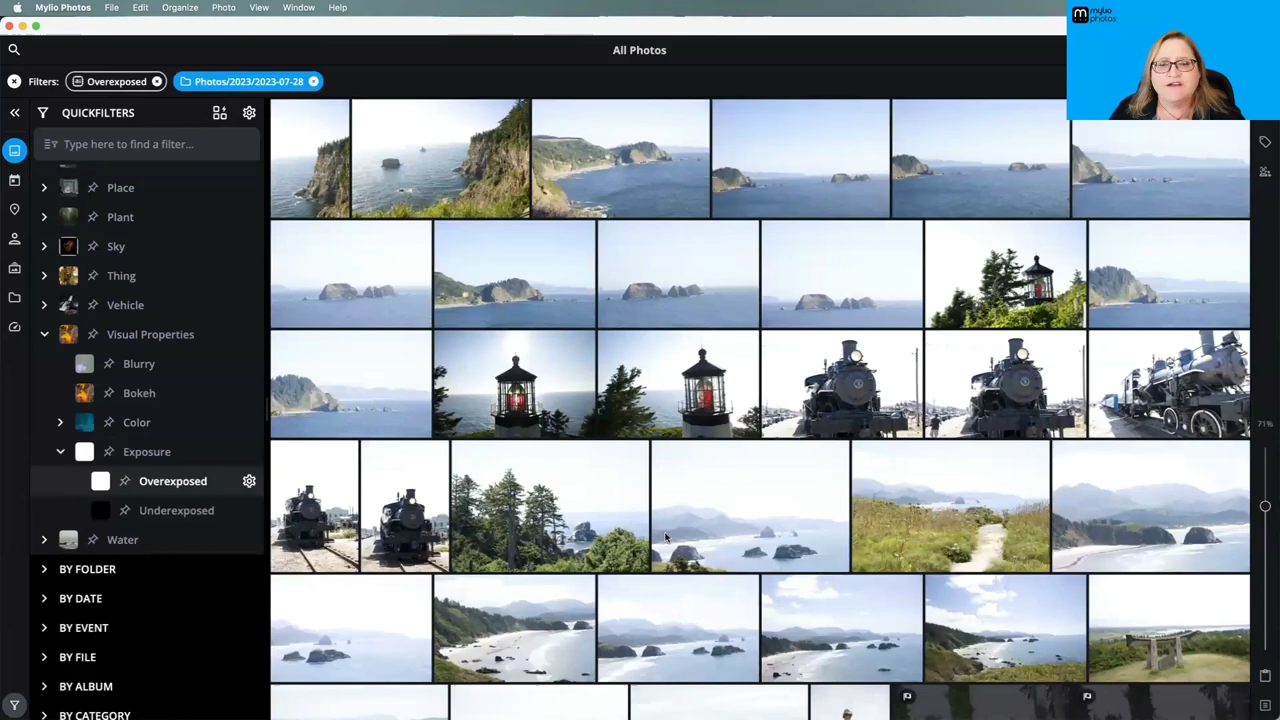 Mylio Photos File Edit Organize Photo View Window Help
mylio
photos
All Photos
Filters: Overexposed Photos/2023/2023-07-28
QUICKFILTERS
Type here to find a filter...
Place
Plant
Sky
Thing
Vehicle
Visual Properties
Blurry
Bokeh
Color
Exposure
Overexposed
Underexposed
Water
BY FOLDER
BY DATE
BY EVENT
BY FILE
BY ALBUM
BY CATEGORY
71%